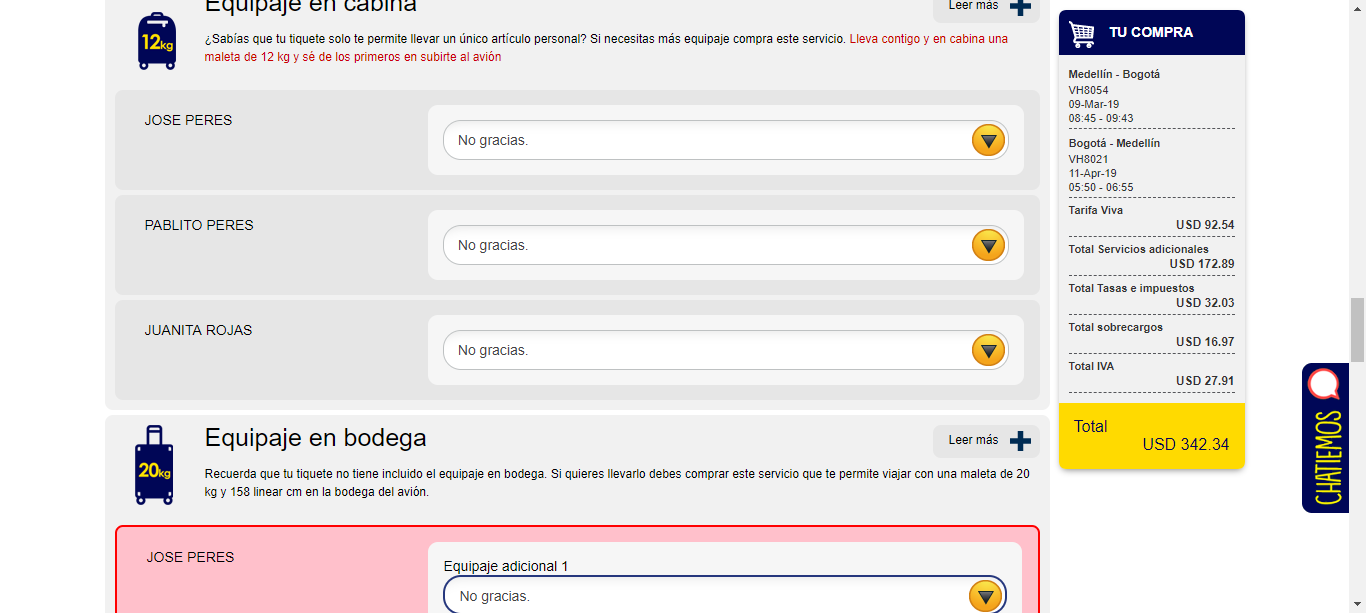 Equipaje en cabina
Leer más
12kg
¿Sabías que tu tiquete solo te permite llevar un único artículo personal? Si necesitas más equipaje compra este servicio. Lleva contigo y en cabina una
maleta de 12 kg y sé de los primeros en subirte al avión
JOSE PERES
No gracias.
PABLITO PERES
No gracias.
JUANITA ROJAS
No gracias.
20kg
Equipaje en bodega
Leer más
Recuerda que tu tiquete no tiene incluido el equipaje en bodega. Si quieres llevarlo debes comprar este servicio que te permite viajar con una maleta de 20
kg y 158 linear cm en la bodega del avión.
JOSE PERES
Equipaje adicional 1
No gracias.
TU COMPRA
Medellín - Bogotá
VH8054
09-Mar-19
08:45 - 09:43
Bogotá - Medellín
VH8021
11-Apr-19
05:50 - 06:55
Tarifa Viva
USD 92.54
Total Servicios adicionales
USD 172.89
Total Tasas e impuestos
USD 32.03
Total sobrecargos
USD 16.97
Total IVA
USD 27.91
Total
USD 342.34
CHATIEMOS